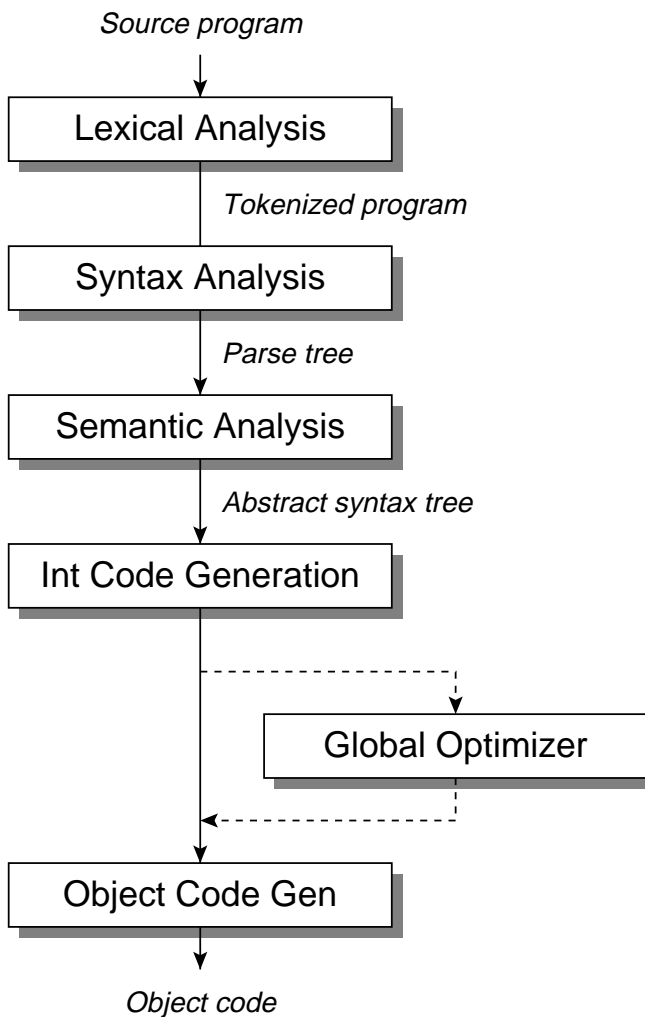 Source program
Lexical Analysis
Tokenized program
Syntax Analysis
Parse tree
Semantic Analysis
Abstract syntax tree
Int Code Generation
Global Optimizer
Object Code Gen
Object code